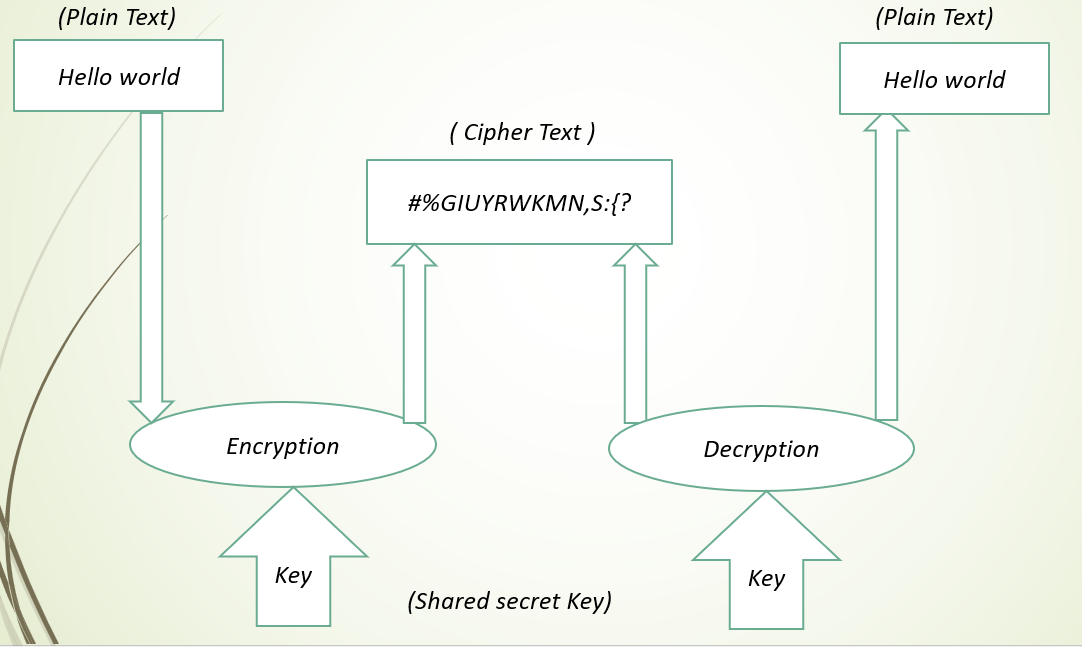 (Plain Text)
(Plain Text)
Hello world
Hello world
( Cipher Text )
#%GIUYRWKMN,S:{?
Encryption
Decryption
Key
Key
(Shared secret Key)